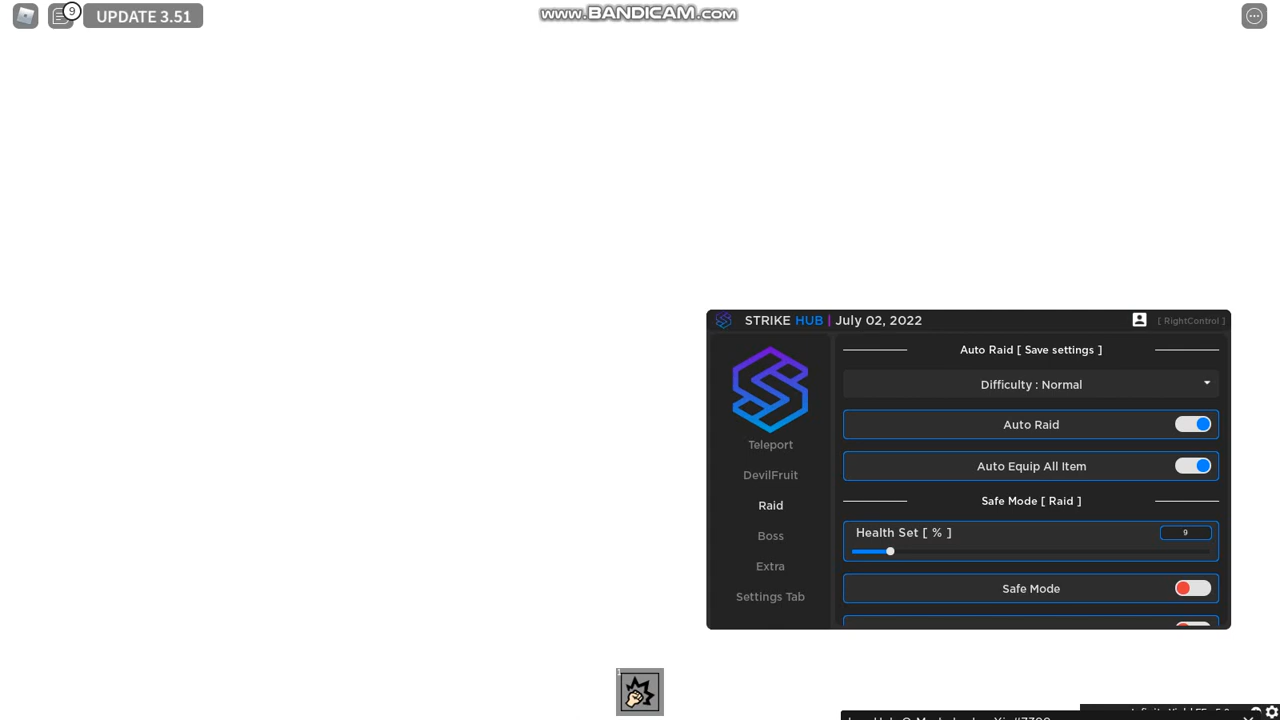 9
UPDATE 3.51
www.BANDICAM.com
STRIKE HUB | July 02, 2022
[ RightControl ]
Teleport
DevilFruit
Raid
Boss
Extra
Settings Tab
Auto Raid [ Save settings ]
Difficulty : Normal
Auto Raid
Auto Equip All Item
Safe Mode [ Raid ]
Health Set [ % ]
9
Safe Mode
1